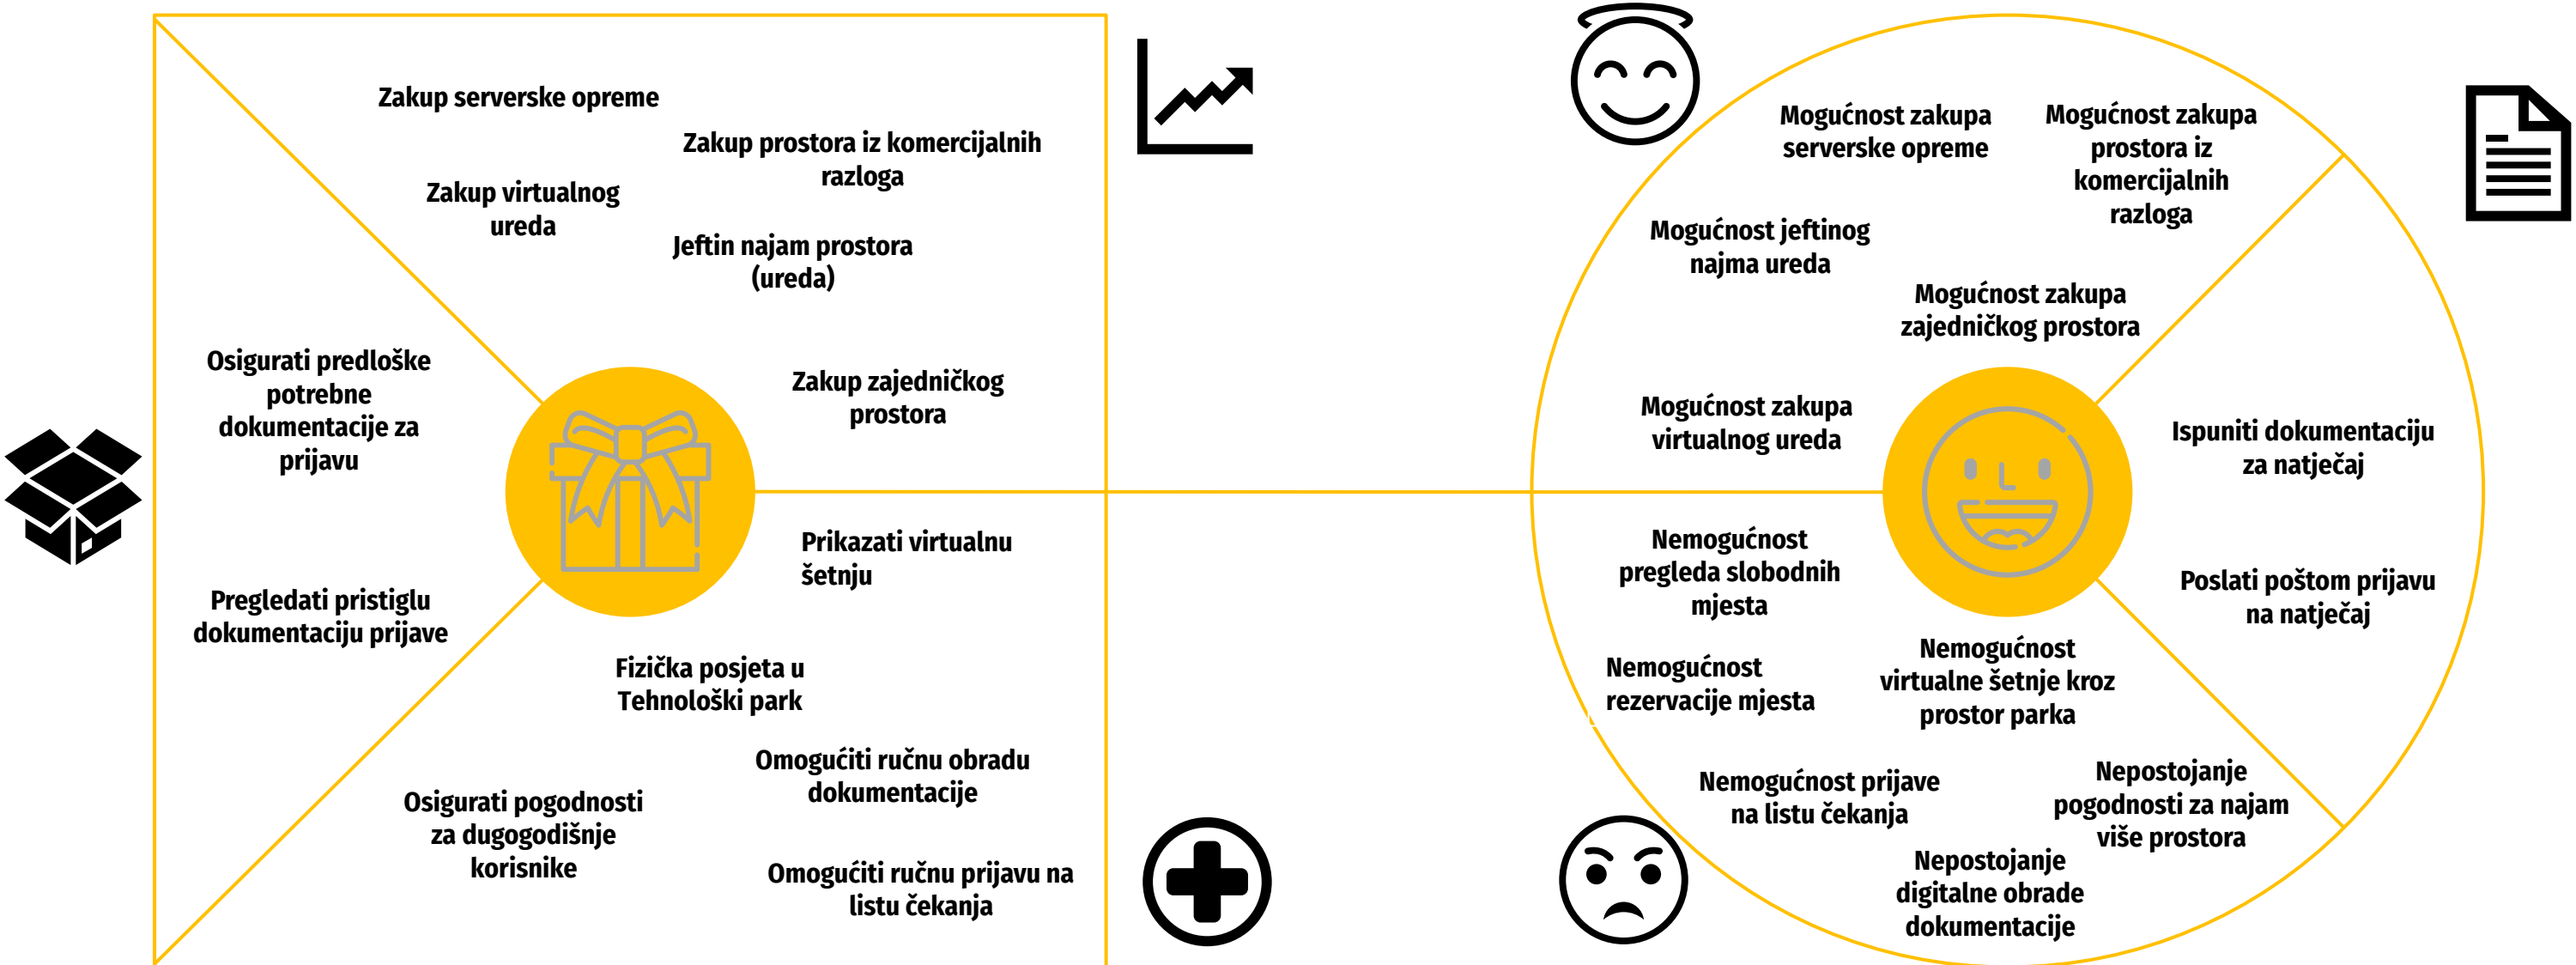 Zakup serverske opreme
Zakup prostora iz komercijalnih
razloga
Zakup virtualnog
ureda
Jeftin najam prostora
(ureda)
Zakup zajedničkog
prostora
Osigurati predloške
potrebne
dokumentacije za
prijavu
Pregledati pristiglu
dokumentaciju prijave
Prikazati virtualnu
šetnju
Fizička posjeta u
Tehnološki park
Omogućiti ručnu obradu
dokumentacije
Osigurati pogodnosti
za dugogodišnje
korisnike
Omogućiti ručnu prijavu na
listu čekanja
Mogućnost zakupa
serverske opreme
Mogućnost zakupa
prostora iz
komercijalnih
razloga
Mogućnost jeftinog
najma ureda
Mogućnost zakupa
zajedničkog prostora
Mogućnost zakupa
virtualnog ureda
Ispuniti dokumentaciju
za natječaj
Poslati poštom prijavu
na natječaj
Nemogućnost
pregleda slobodnih
mjesta
Nemogućnost
rezervacije mjesta
Nemogućnost
virtualne šetnje kroz
prostor parka
Nemogućnost prijave
na listu čekanja
Nepostojanje
pogodnosti za najam
više prostora
Nepostojanje
digitalne obrade
dokumentacije